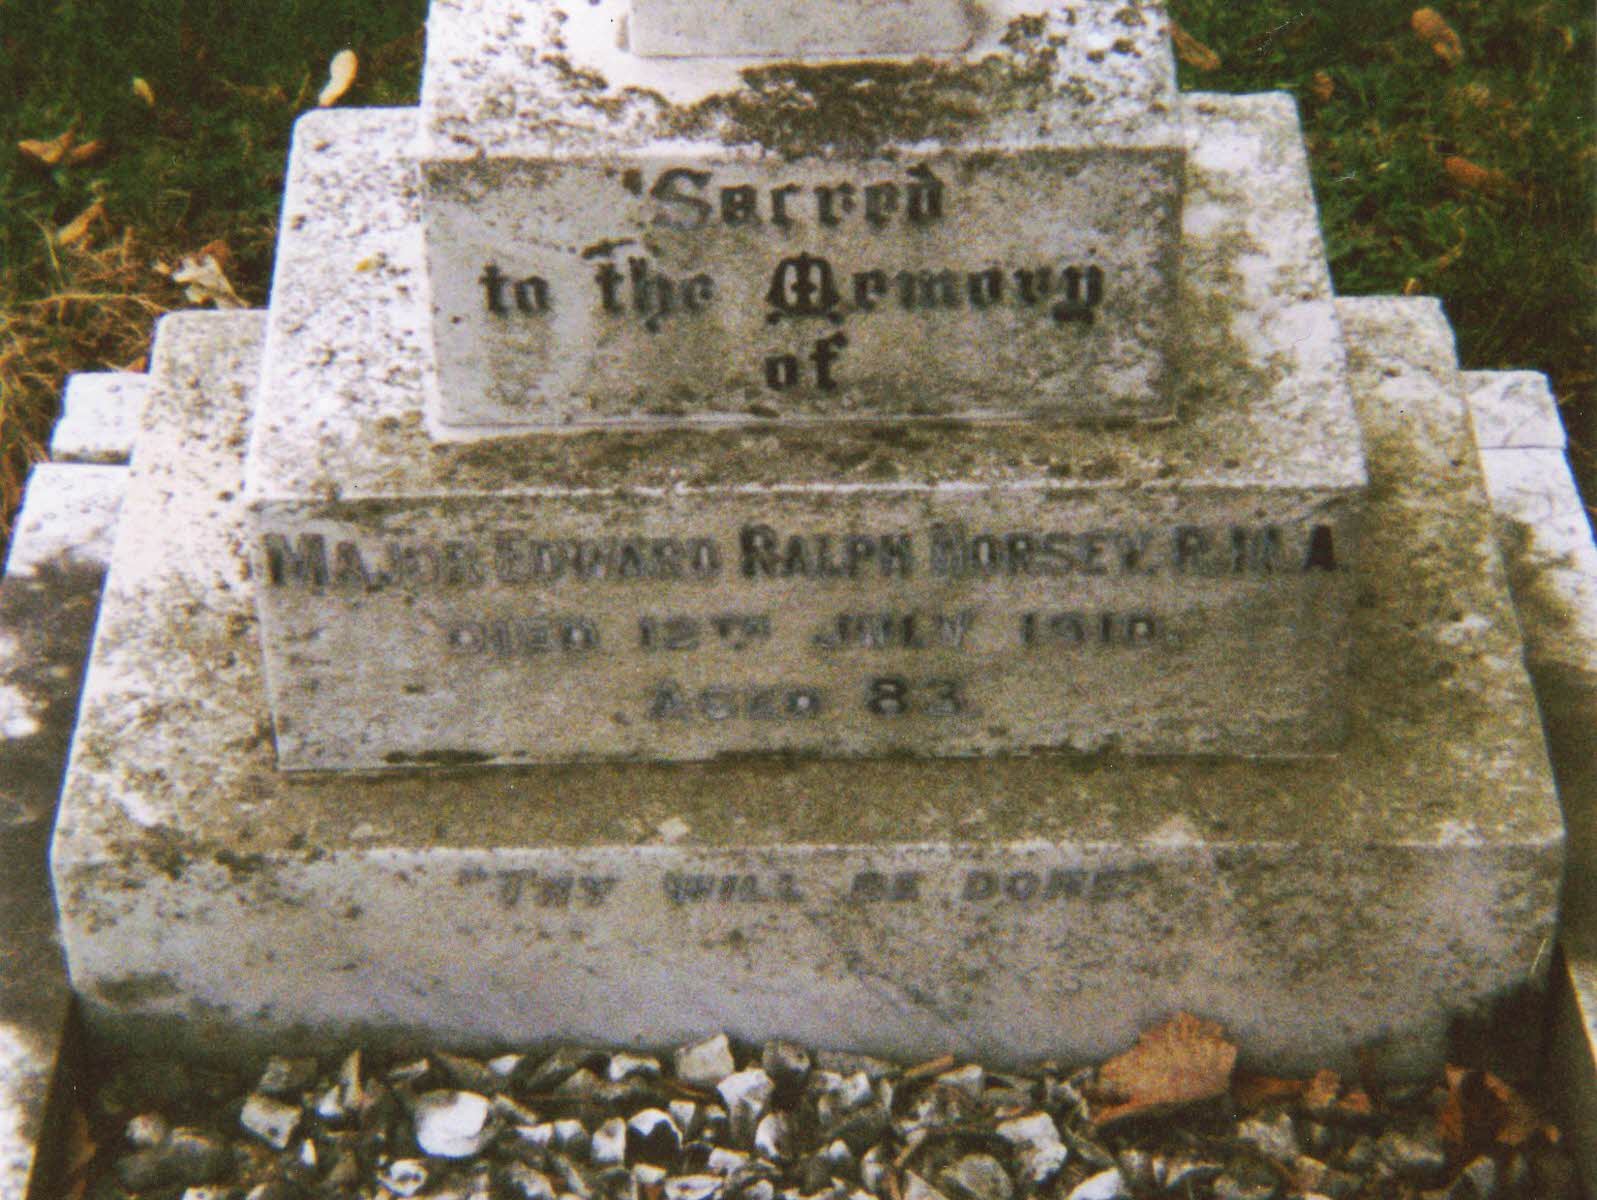 "Sacred
to the Memory
of
MAJOR EDWARD RALPH HORSEY. R.M.A.
DIED 12TH JULY 1910.
AGED 83.
"THY WILL BE DONE"